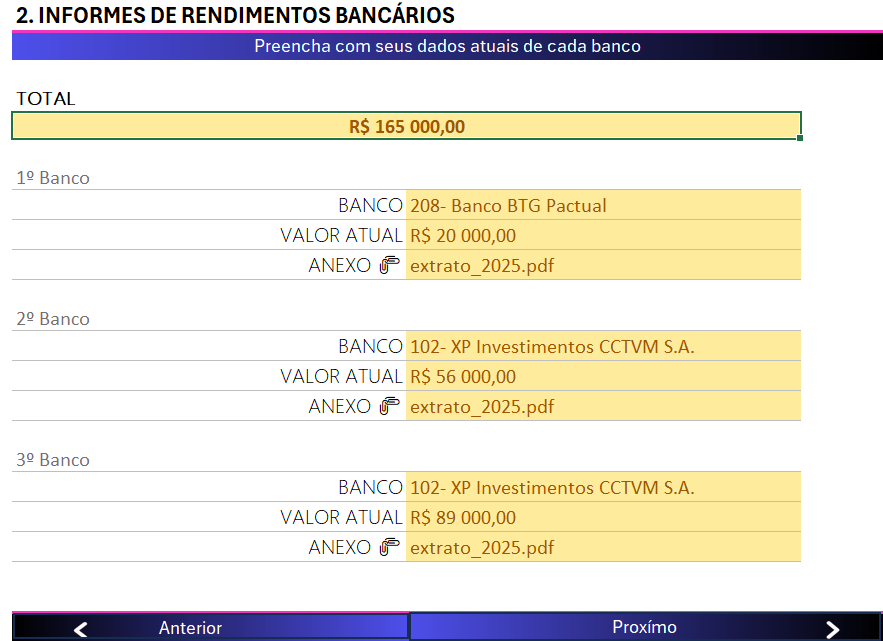 2. INFORMES DE RENDIMENTOS BANCÁRIOS
Preencha com seus dados atuais de cada banco
TOTAL
R$ 165 000,00
1º Banco
BANCO 208- Banco BTG Pactual
VALOR ATUAL R$ 20 000,00
ANEXO extrato_2025.pdf
2º Banco
BANCO 102- XP Investimentos CCTVM S.A.
VALOR ATUAL R$ 56 000,00
ANEXO extrato_2025.pdf
3º Banco
BANCO 102- XP Investimentos CCTVM S.A.
VALOR ATUAL R$ 89 000,00
ANEXO extrato_2025.pdf
Anterior Proxímo